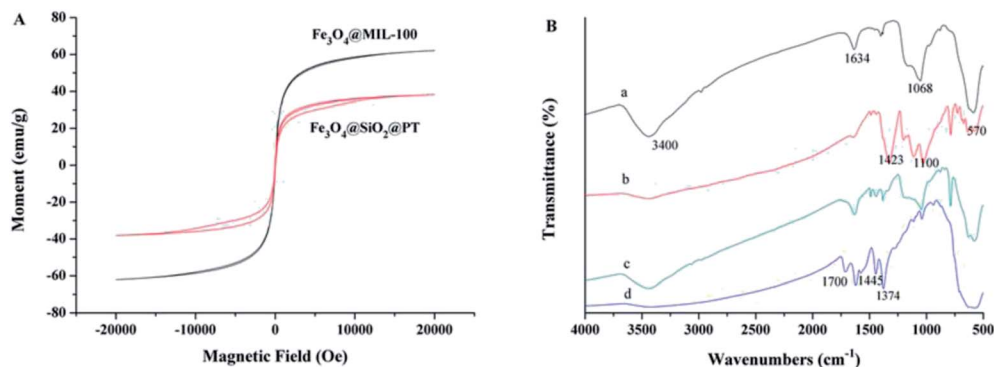 A
Fe₃O₄@MIL-100
Fe₃O₄@SiO₂@PT
80
60
40
20
0
-20
-40
-60
-80
-20000 -10000 0 10000 20000
Moment (emu/g)
Magnetic Field (Oe)
B
1634
1068
a
3400
570
1423 1100
b
c
d
1700 1445
1374
4000 3500 3000 2500 2000 1500 1000 500
Transmittance (%)
Wavenumbers (cm⁻¹)